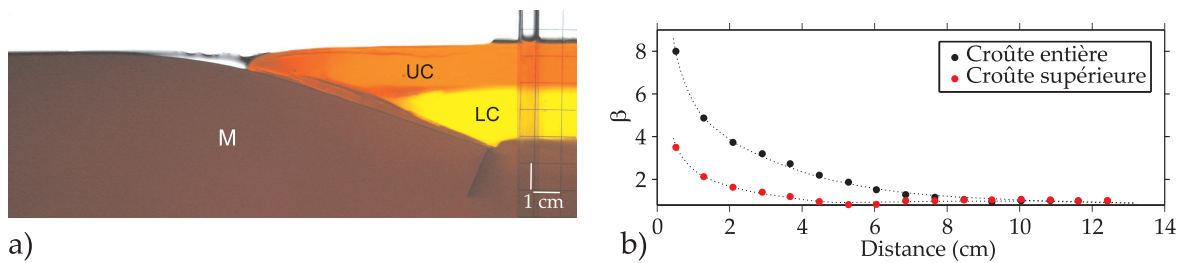 UC
LC
M
1 cm
a)
Croûte entière
Croûte supérieure
8
6
4
2
β
0 2 4 6 8 10 12 14
Distance (cm)
b)